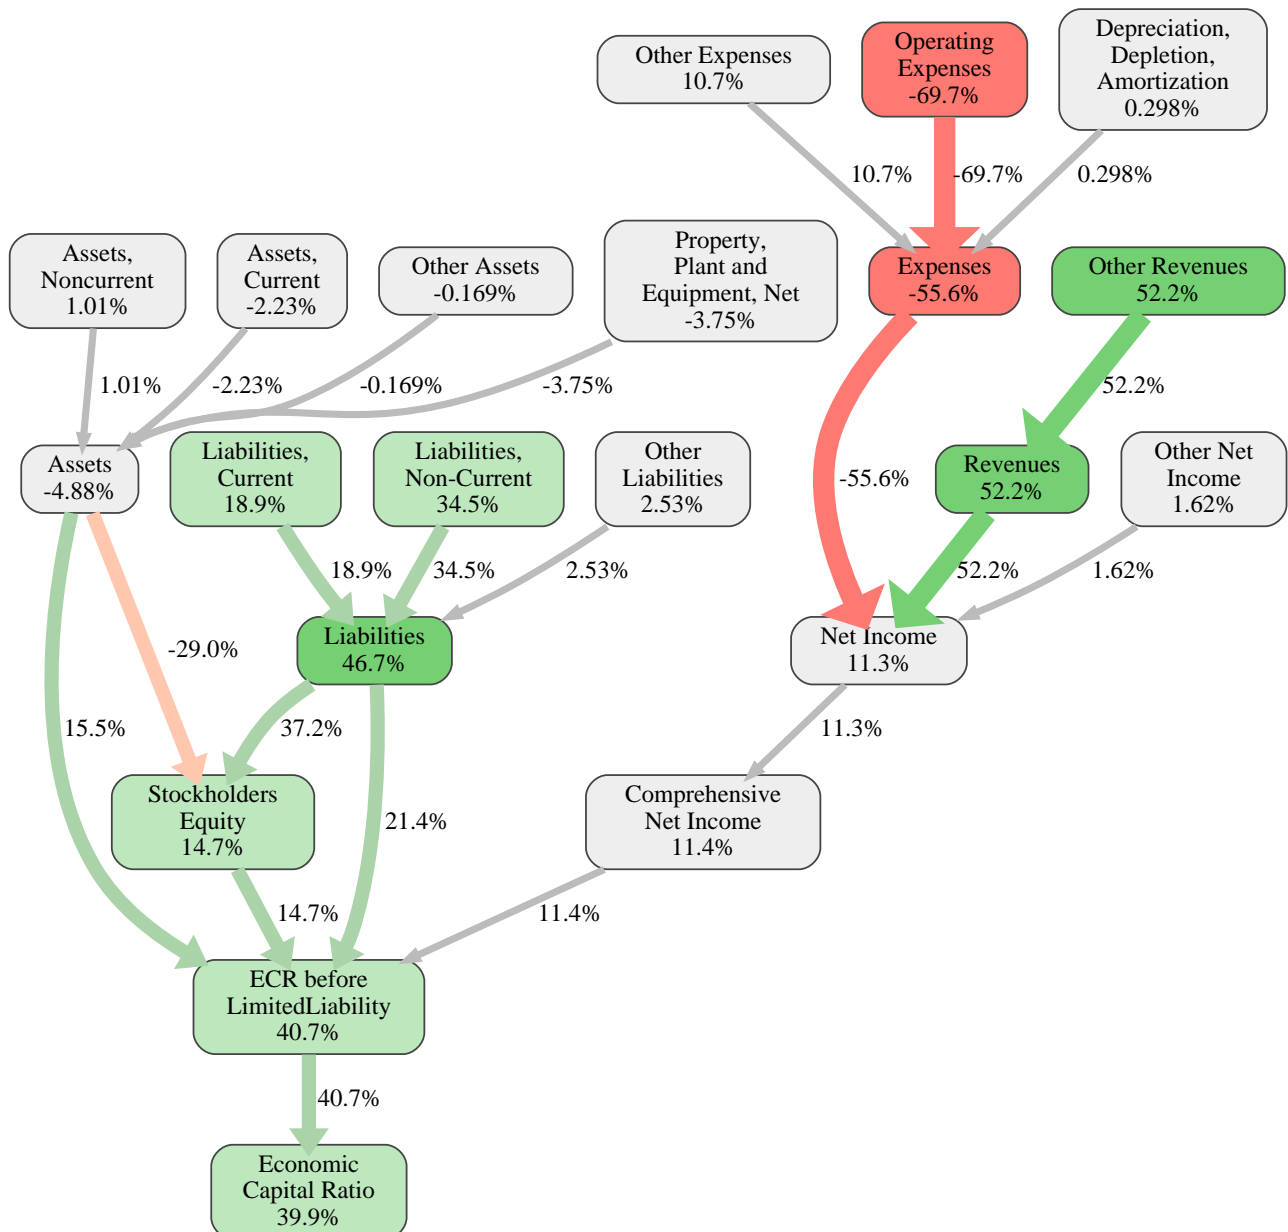 Other Expenses
10.7%
Operating
Expenses
-69.7%
Depreciation,
Depletion,
Amortization
0.298%
10.7%
-69.7%
0.298%
Assets,
Noncurrent
1.01%
Assets,
Current
-2.23%
Other Assets
-0.169%
Property,
Plant and
Equipment, Net
-3.75%
Expenses
-55.6%
Other Revenues
52.2%
1.01%
-2.23%
-0.169%
-3.75%
52.2%
Assets
-4.88%
Liabilities,
Current
18.9%
Liabilities,
Non-Current
34.5%
Other
Liabilities
2.53%
-55.6%
Revenues
52.2%
Other Net
Income
1.62%
18.9%
34.5%
2.53%
52.2%
1.62%
-29.0%
Liabilities
46.7%
Net Income
11.3%
15.5%
37.2%
11.3%
Stockholders
Equity
14.7%
21.4%
Comprehensive
Net Income
11.4%
14.7%
11.4%
ECR before
LimitedLiability
40.7%
40.7%
Economic
Capital Ratio
39.9%